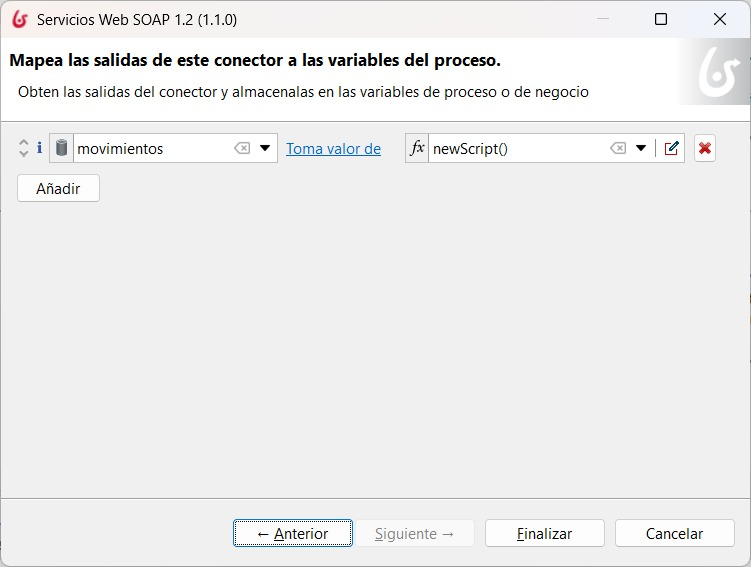 Servicios Web SOAP 1.2 (1.1.0)
Mapea las salidas de este conector a las variables del proceso.
Obten las salidas del conector y almacenalas en las variables de proceso o de negocio
i movimientos Toma valor de fx newScript()
Añadir
← Anterior Siguiente → Finalizar Cancelar